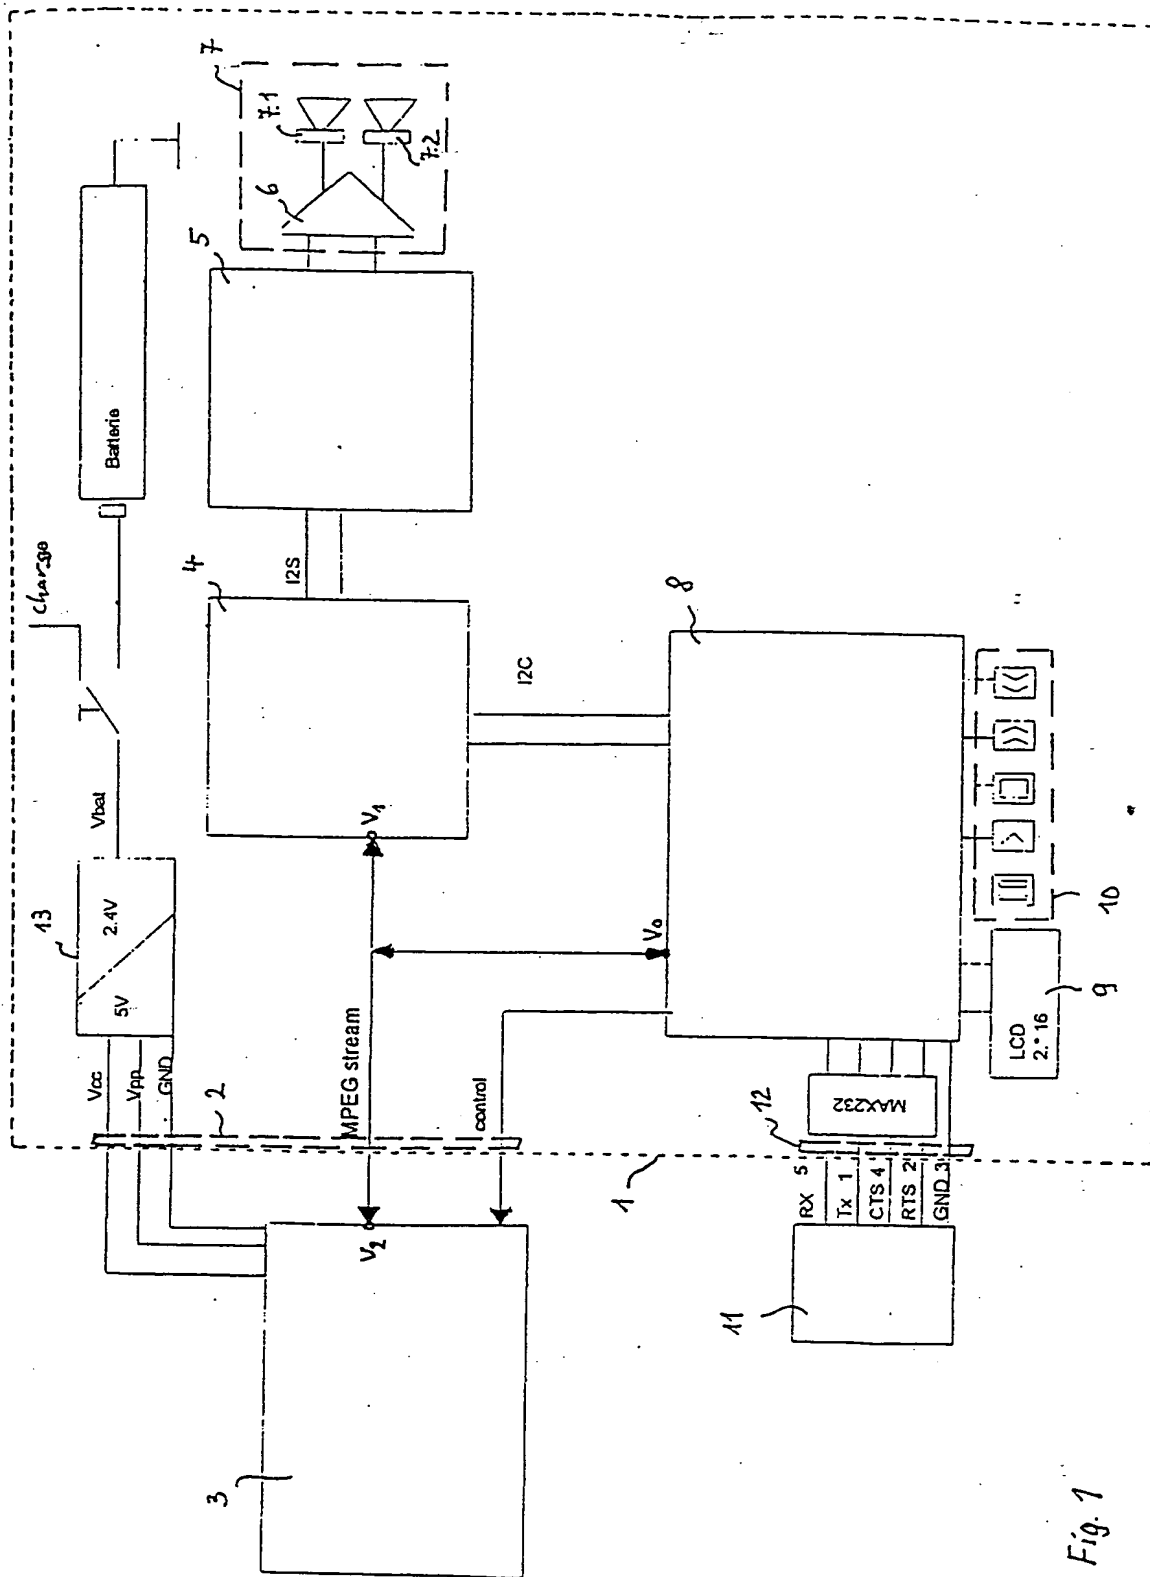 3
Vcc
Vpp
GND
2
13
5V
2.4V
Vbat
charge
Batterie
MPEG stream
V2
V1
control
4
I2S
5
6
7
7.1
7.2
1
V0
I2C
8
11
RX 5
Tx 1
CTS 4
RTS 2
GND 3
12
MAX232
LCD
2.*16
9
10
Fig. 1